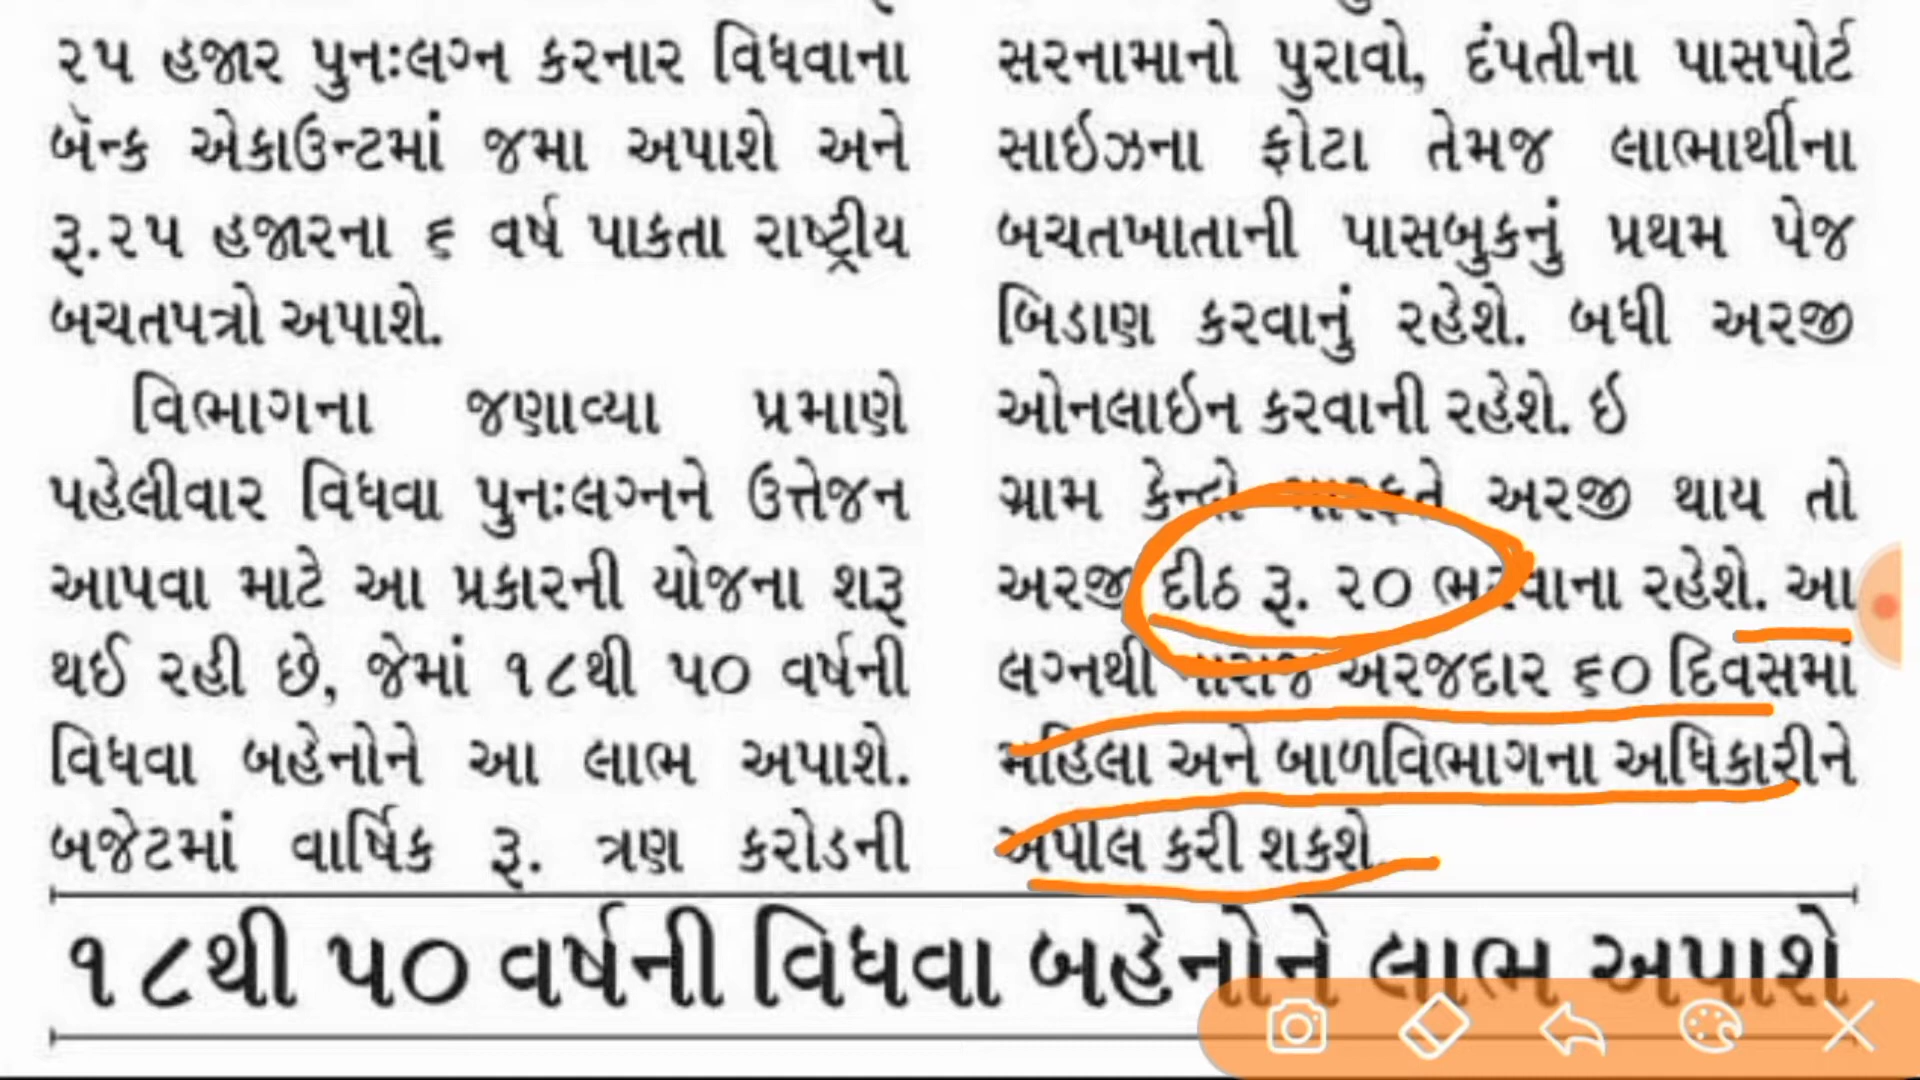 ૨૫ હજાર પુનઃલગ્ન કરનાર વિધવાના
બૅન્ક એકાઉન્ટમાં જમા અપાશે અને
રૂ.૨૫ હજારના ૬ વર્ષ પાકતા રાષ્ટ્રીય
બચતપત્રો અપાશે.
વિભાગના જણાવ્યા પ્રમાણે
પહેલીવાર વિધવા પુનઃલગ્નને ઉત્તેજન
આપવા માટે આ પ્રકારની યોજના શરૂ
થઈ રહી છે, જેમાં ૧૮થી ૫૦ વર્ષની
વિધવા બહેનોને આ લાભ અપાશે.
બજેટમાં વાર્ષિક રૂ. ત્રણ કરોડની
સરનામાનો પુરાવો, દંપતીના પાસપોર્ટ
સાઇઝના ફોટા તેમજ લાભાર્થીના
બચતખાતાની પાસબુકનું પ્રથમ પેજ
બિડાણ કરવાનું રહેશે. બધી અરજી
ઓનલાઇન કરવાની રહેશે. ઇ
ગ્રામ કેન્દ્રો મારફતે અરજી થાય તો
અરજી દીઠ રૂ. ૨૦ ભરવાના રહેશે. આ
લગ્નથી નારાજ અરજદાર ૬૦ દિવસમાં
મહિલા અને બાળવિભાગના અધિકારીને
અપીલ કરી શકશે.
૧૮થી ૫૦ વર્ષની વિધવા બહેનોને લાભ અપાશે